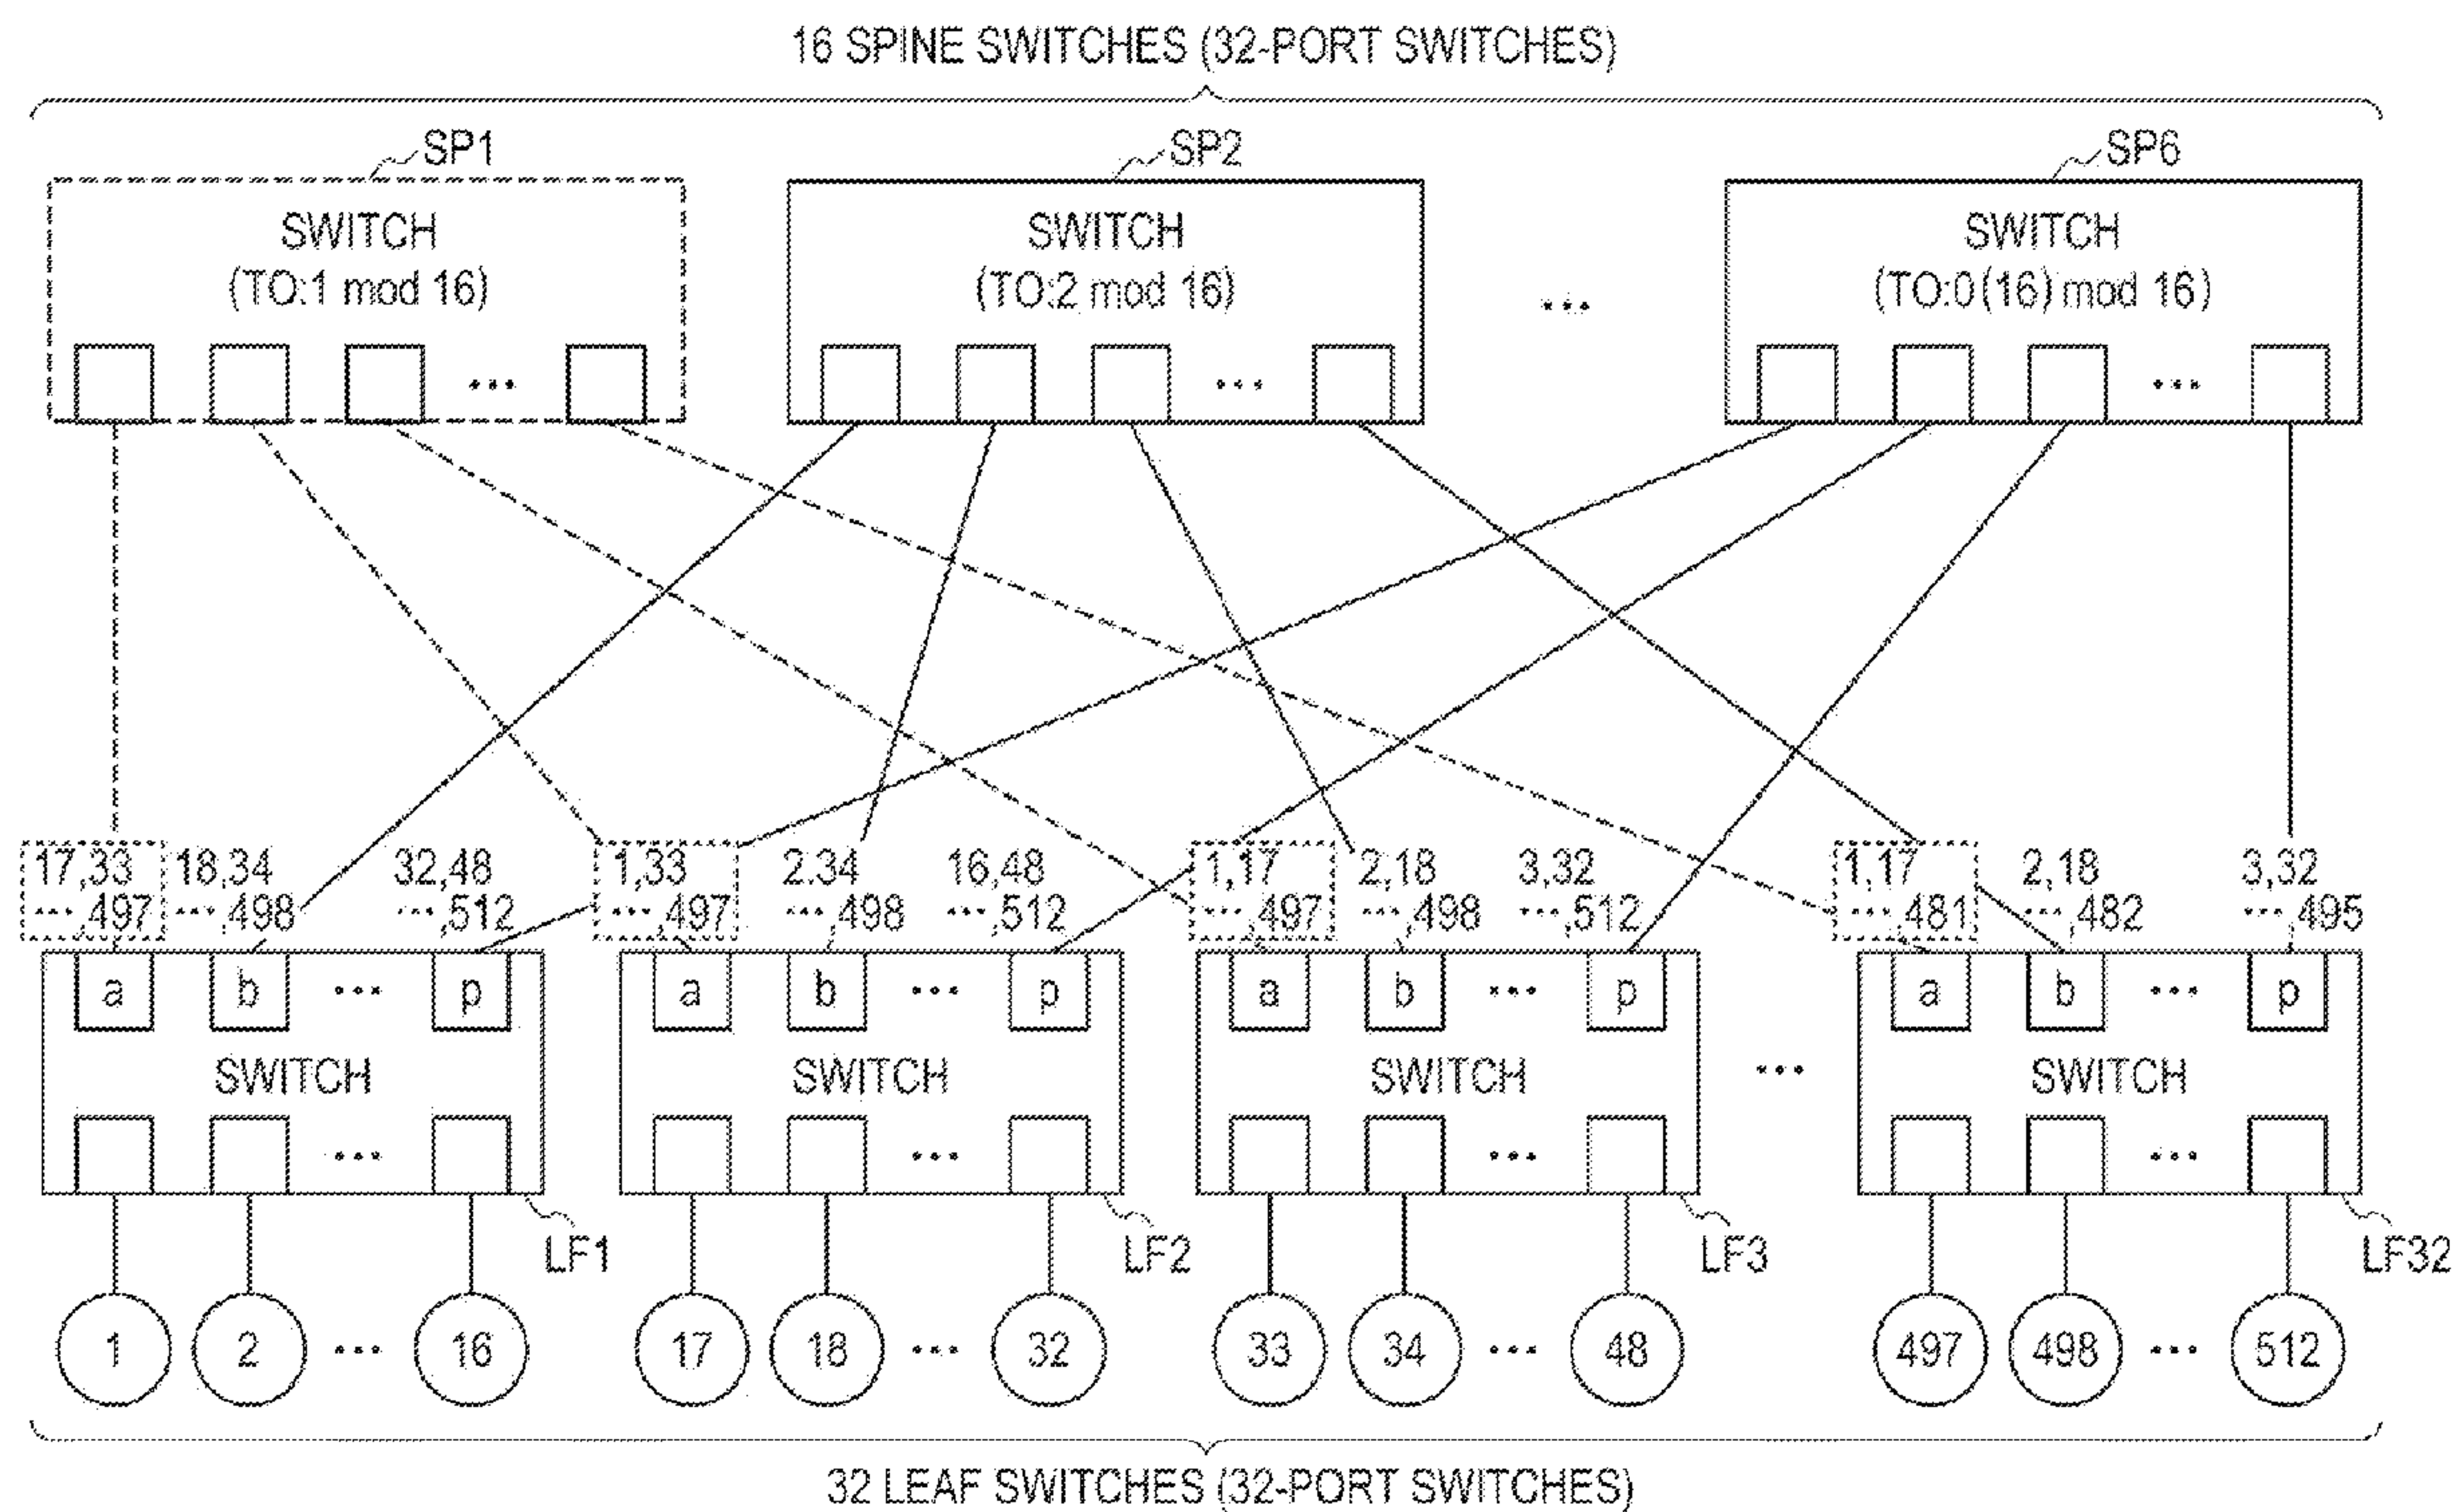 16 SPINE SWITCHES (32-PORT SWITCHES)
SP1 SP2 SP6
SWITCH SWITCH SWITCH
(TO:1 mod 16) (TO:2 mod 16) ... (TO:0(16) mod 16)
... ... ...
17,33 18,34 32,48 1,33 2.34 16,48 1,17 2,18 3,32 1,17 2,18 3,32
...,497 ...,498 ...,512 ...,497 ...,498 ...,512 ...,497 ...,498 ...,512 ...,481 ...,482 ...,495
a b ... p a b ... p a b ... p a b ... p
SWITCH SWITCH SWITCH ... SWITCH
... ... ... ...
LF1 LF2 LF3 LF32
1 2 ... 16 17 18 ... 32 33 34 ... 48 497 498 ... 512
32 LEAF SWITCHES (32-PORT SWITCHES)